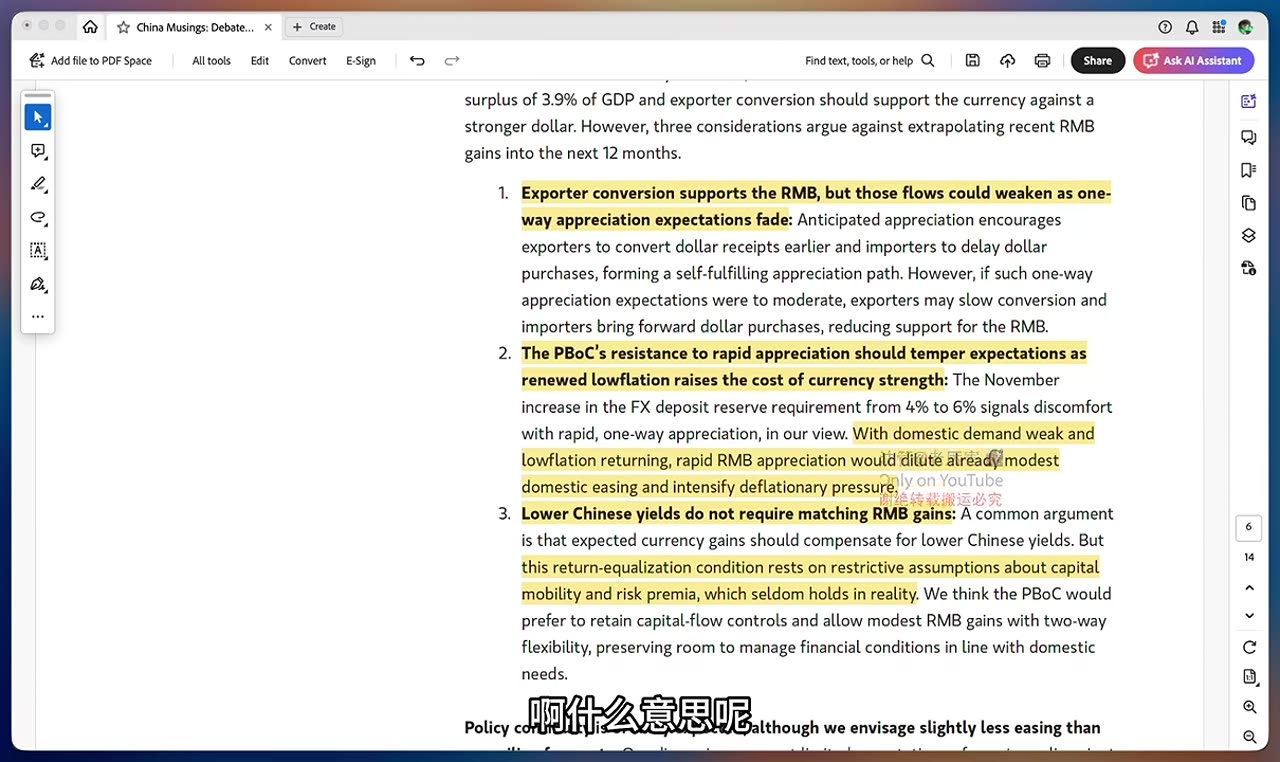 China Musings: Debate...
Create
Add file to PDF Space
All tools
Edit
Convert
E-Sign
Find text, tools, or help
Share
Ask AI Assistant
surplus of 3.9% of GDP and exporter conversion should support the currency against a
stronger dollar. However, three considerations argue against extrapolating recent RMB
gains into the next 12 months.
1. Exporter conversion supports the RMB, but those flows could weaken as one-
way appreciation expectations fade: Anticipated appreciation encourages
exporters to convert dollar receipts earlier and importers to delay dollar
purchases, forming a self-fulfilling appreciation path. However, if such one-way
appreciation expectations were to moderate, exporters may slow conversion and
importers bring forward dollar purchases, reducing support for the RMB.
2. The PBoC’s resistance to rapid appreciation should temper expectations as
renewed lowflation raises the cost of currency strength: The November
increase in the FX deposit reserve requirement from 4% to 6% signals discomfort
with rapid, one-way appreciation, in our view. With domestic demand weak and
lowflation returning, rapid RMB appreciation would dilute already modest
domestic easing and intensify deflationary pressure.
Only on YouTube
谢绝转载搬运必究
3. Lower Chinese yields do not require matching RMB gains: A common argument
is that expected currency gains should compensate for lower Chinese yields. But
this return-equalization condition rests on restrictive assumptions about capital
mobility and risk premia, which seldom holds in reality. We think the PBoC would
prefer to retain capital-flow controls and allow modest RMB gains with two-way
flexibility, preserving room to manage financial conditions in line with domestic
needs.
啊什么意思呢
Policy although we envisage slightly less easing than
6
14